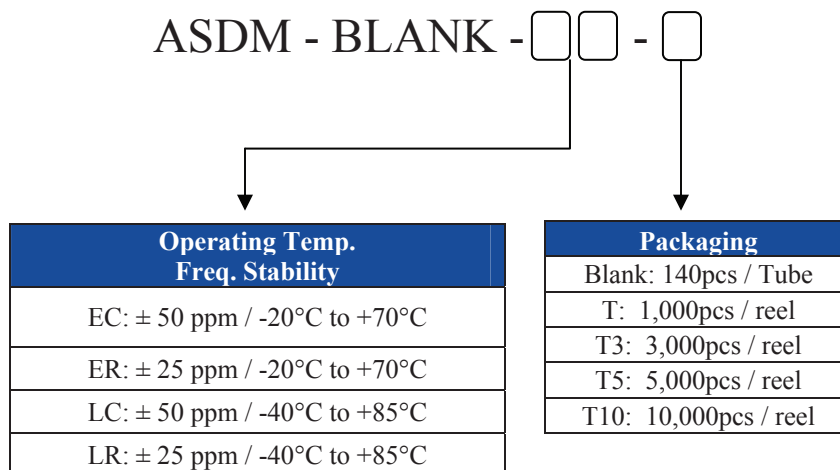 ASDM - BLANK - -
Operating Temp.
Freq. Stability
EC: ± 50 ppm / -20°C to +70°C
ER: ± 25 ppm / -20°C to +70°C
LC: ± 50 ppm / -40°C to +85°C
LR: ± 25 ppm / -40°C to +85°C
Packaging
Blank: 140pcs / Tube
T: 1,000pcs / reel
T3: 3,000pcs / reel
T5: 5,000pcs / reel
T10: 10,000pcs / reel